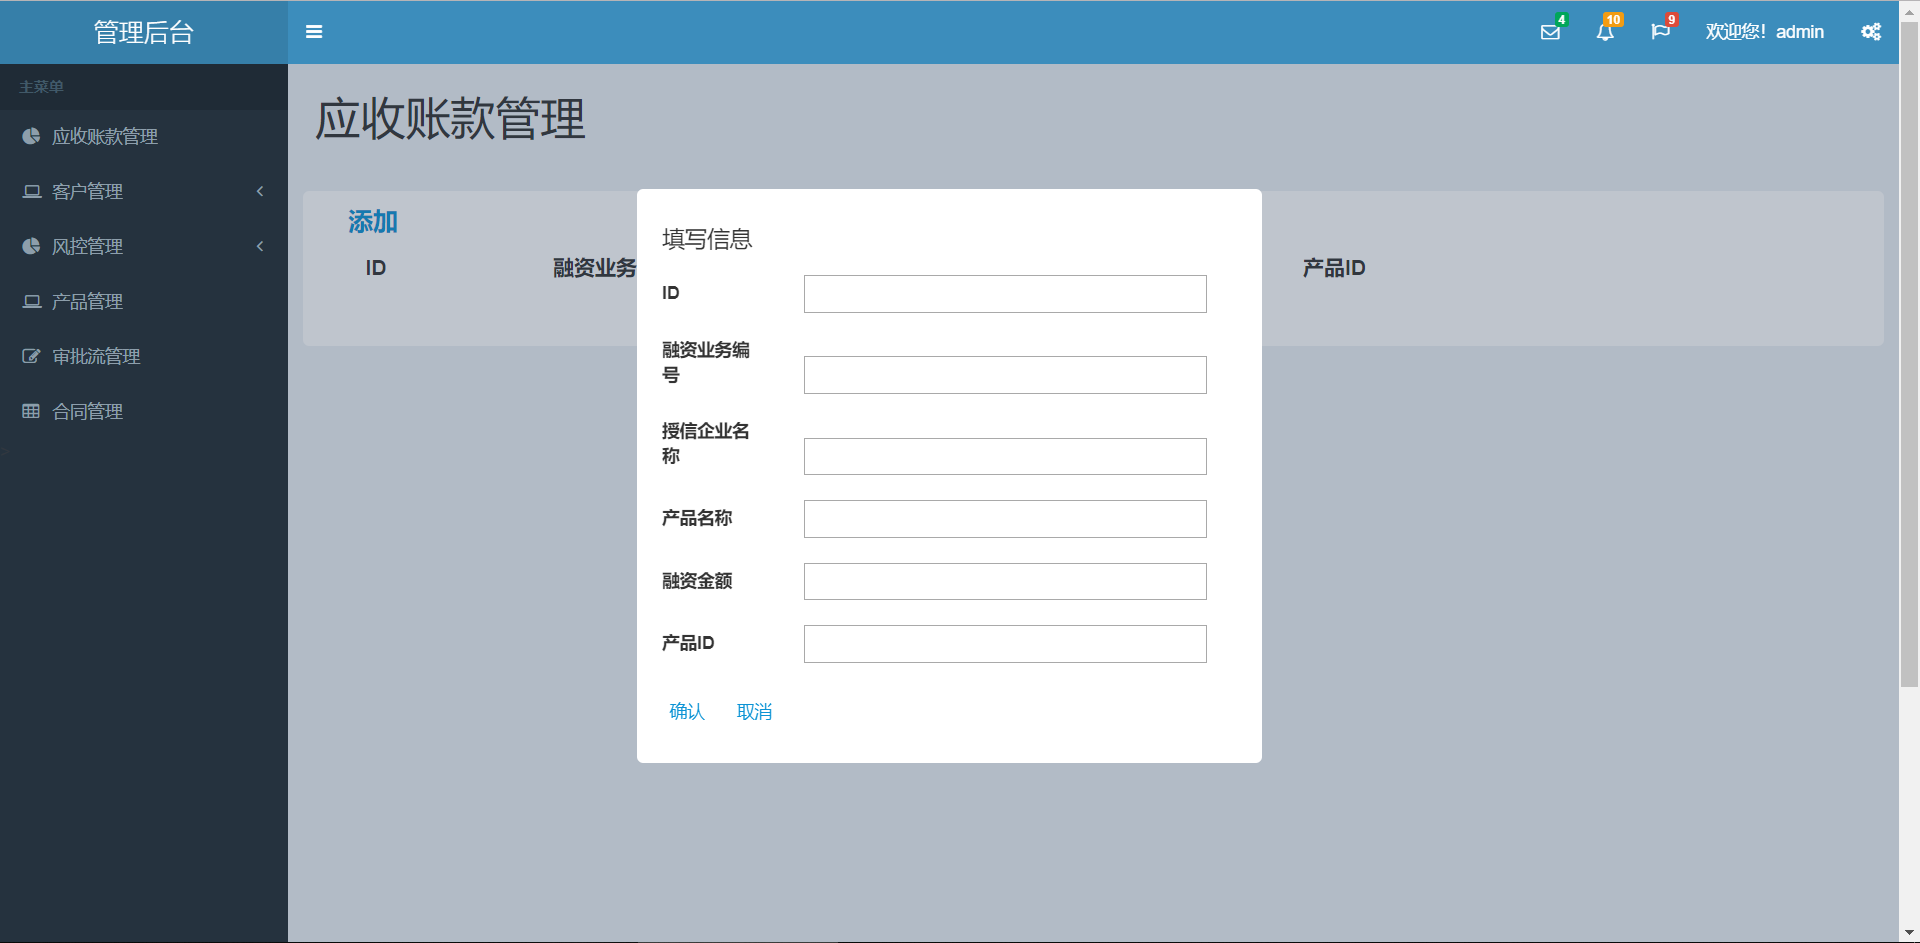 管理后台
4
10
9
欢迎您！admin
主菜单
应收账款管理
客户管理
风控管理
产品管理
审批流管理
合同管理
应收账款管理
添加
ID
融资业务
产品ID
填写信息
ID
融资业务编
号
授信企业名
称
产品名称
融资金额
产品ID
确认
取消